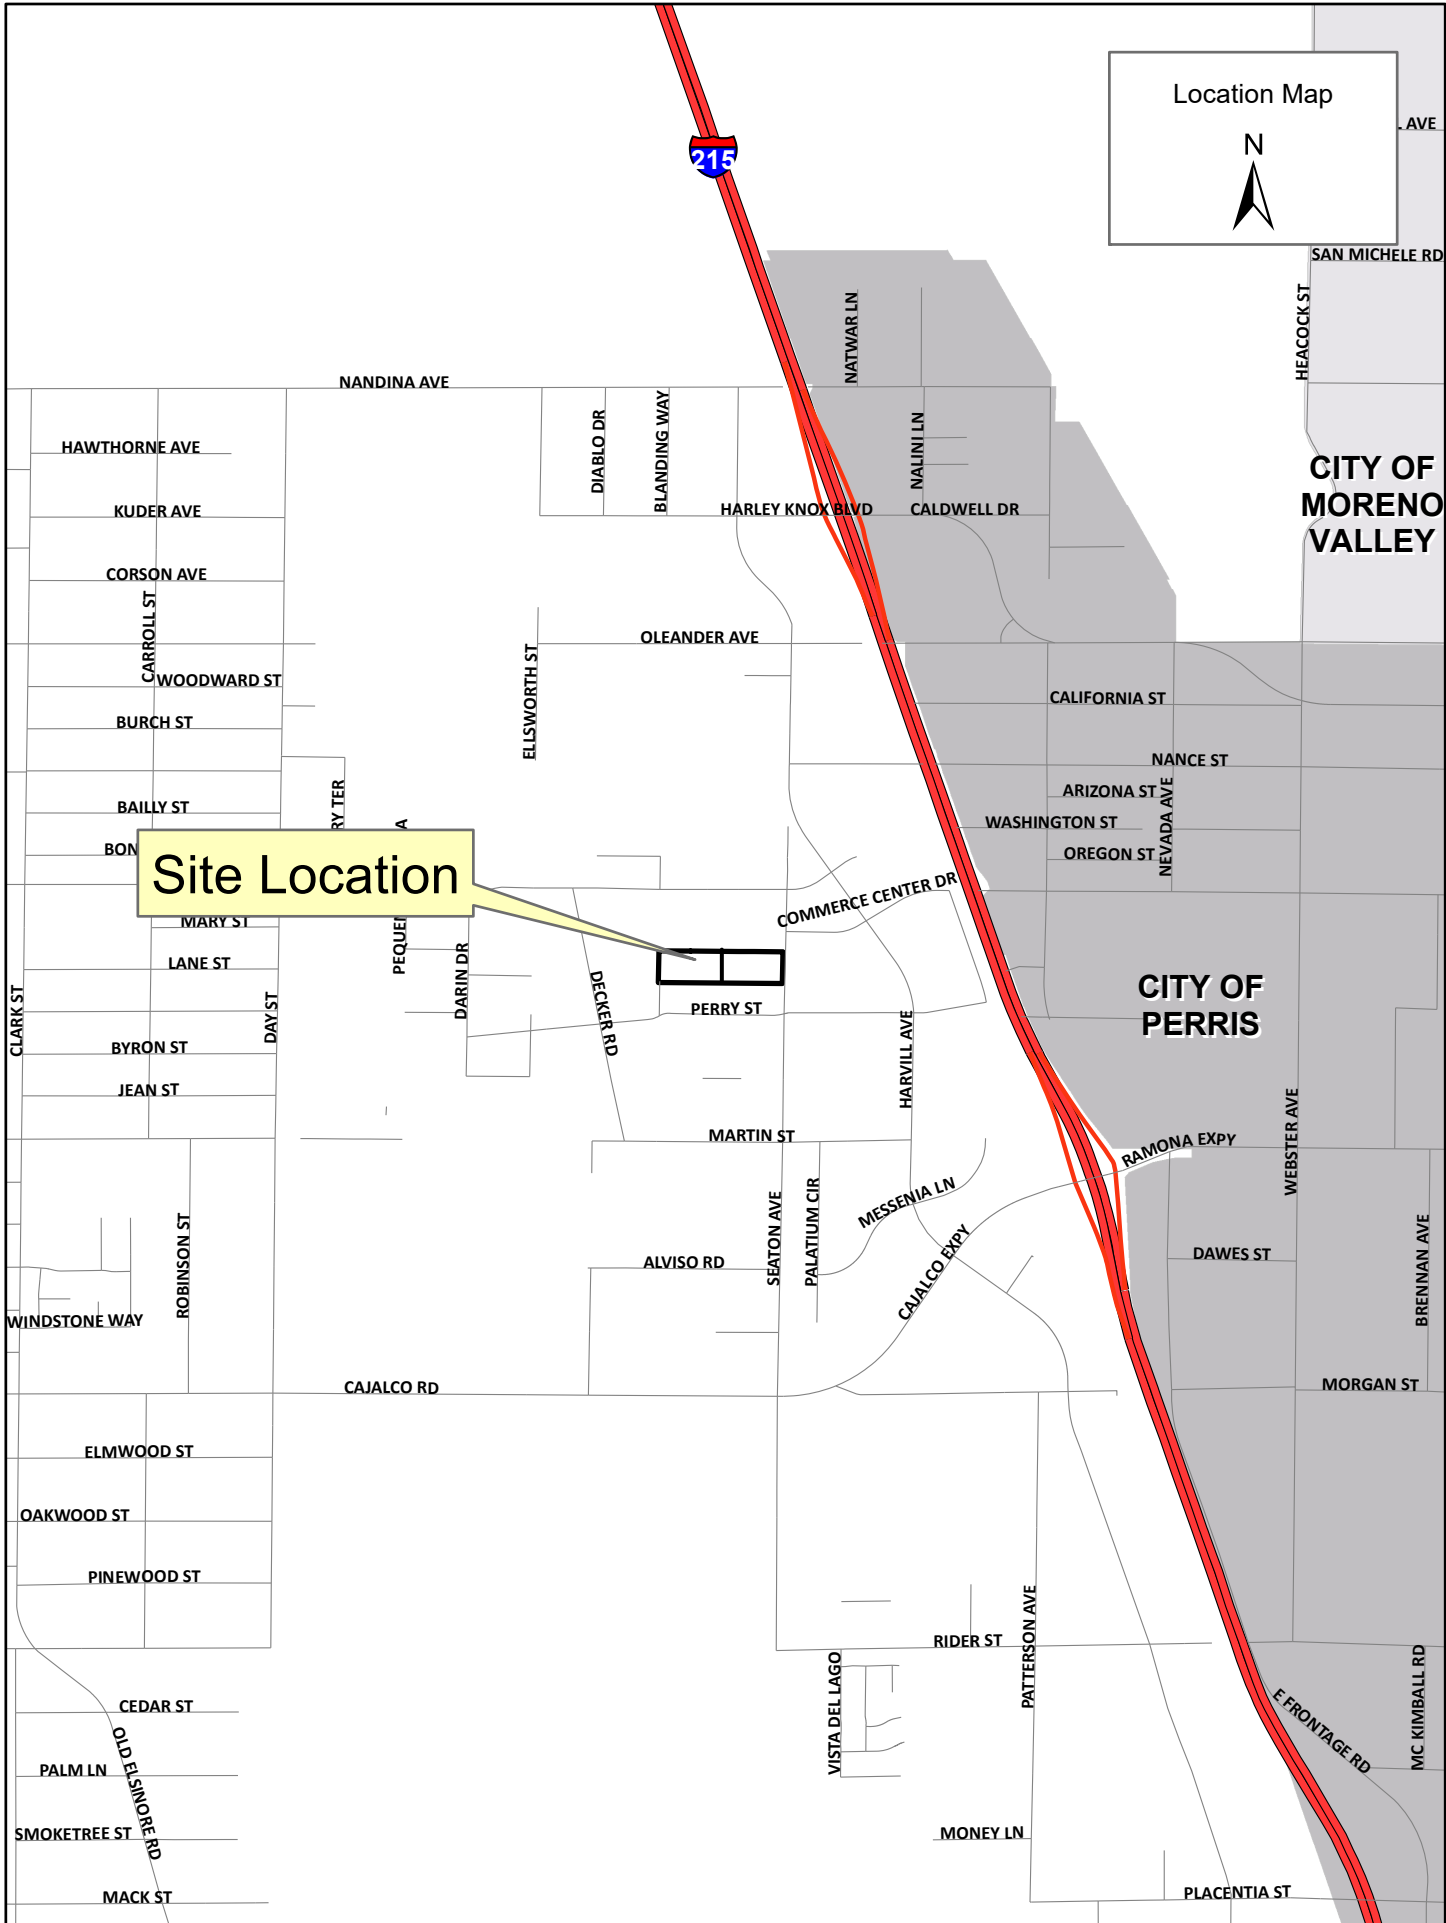 Location Map
N
215
L AVE
SAN MICHELE RD
HEACOCK ST
NATWAR LN
NANDINA AVE
HAWTHORNE AVE
DIABLO DR
BLANDING WAY
NALINI LN
CITY OF
MORENO
VALLEY
KUDER AVE
HARLEY KNOX BLVD
CALDWELL DR
CORSON AVE
CARROLL ST
OLEANDER AVE
ELLSWORTH ST
WOODWARD ST
CALIFORNIA ST
BURCH ST
NANCE ST
ARIZONA ST
NEVADA AVE
BAILLY ST
RY TER
WASHINGTON ST
BON
OREGON ST
Site Location
COMMERCE CENTER DR
MARY ST
PEQUE
A
LANE ST
DARIN DR
DECKER RD
CITY OF
PERRIS
CLARK ST
DAY ST
PERRY ST
HARVILL AVE
BYRON ST
JEAN ST
WEBSTER AVE
MARTIN ST
RAMONA EXPY
ROBINSON ST
SEATON AVE
PALATIUM CIR
MESSENIA LN
ALVISO RD
CAJALCO EXPY
DAWES ST
BRENNAN AVE
WINDSTONE WAY
CAJALCO RD
MORGAN ST
ELMWOOD ST
OAKWOOD ST
PINEWOOD ST
PATTERSON AVE
RIDER ST
VISTA DEL LAGO
MC KIMBALL RD
CEDAR ST
E FRONTAGE RD
OLD ELSINORE RD
PALM LN
SMOKETREE ST
MONEY LN
MACK ST
PLACENTIA ST